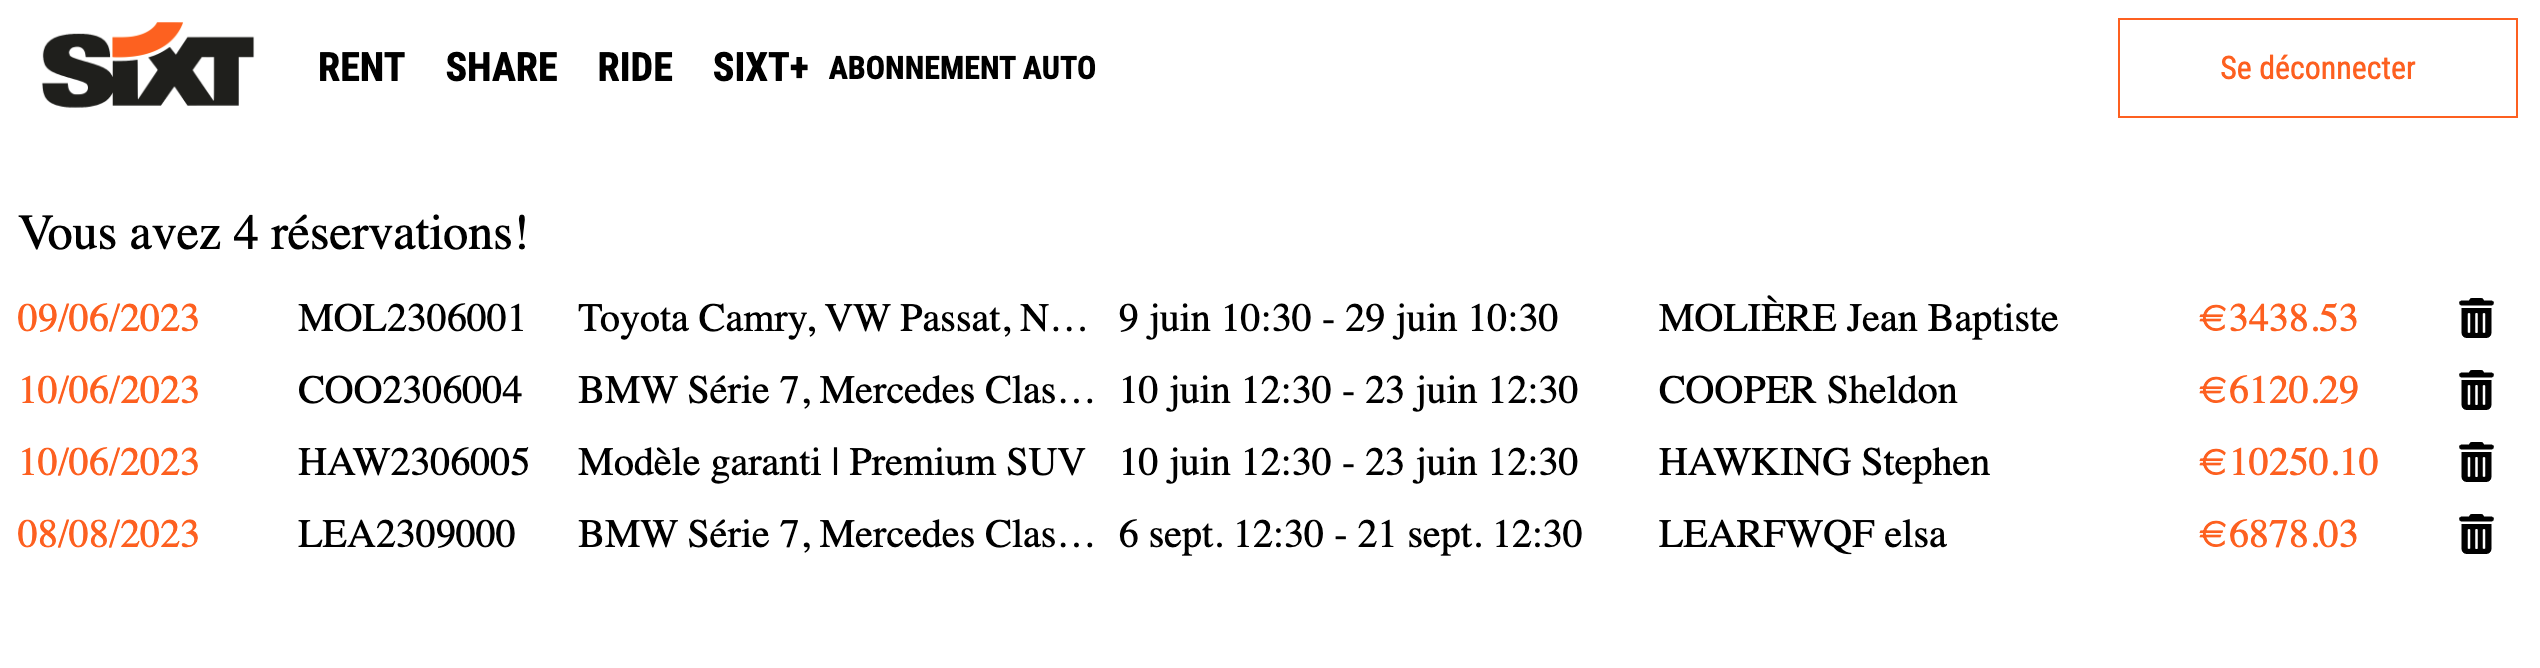 SiXT RENT SHARE RIDE SIXT+ ABONNEMENT AUTO Se déconnecter
Vous avez 4 réservations!
09/06/2023 MOL2306001 Toyota Camry, VW Passat, N... 9 juin 10:30 - 29 juin 10:30 MOLIÈRE Jean Baptiste €3438.53
10/06/2023 COO2306004 BMW Série 7, Mercedes Clas... 10 juin 12:30 - 23 juin 12:30 COOPER Sheldon €6120.29
10/06/2023 HAW2306005 Modèle garanti | Premium SUV 10 juin 12:30 - 23 juin 12:30 HAWKING Stephen €10250.10
08/08/2023 LEA2309000 BMW Série 7, Mercedes Clas... 6 sept. 12:30 - 21 sept. 12:30 LEARFWQF elsa €6878.03